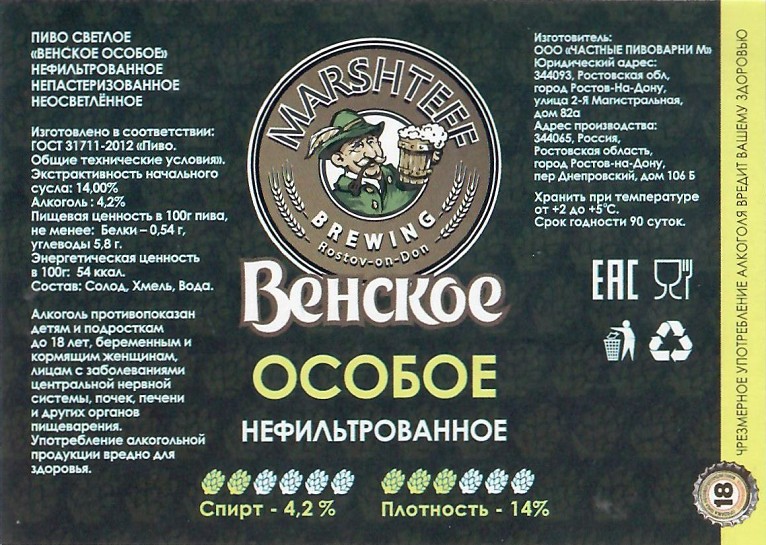 ПИВО СВЕТЛОЕ
«ВЕНСКОЕ ОСОБОЕ»
НЕФИЛЬТРОВАННОЕ
НЕПАСТЕРИЗОВАННОЕ
НЕОСВЕТЛЁННОЕ
Изготовлено в соответствии:
ГОСТ 31711-2012 «Пиво.
Общие технические условия».
Экстрактивность начального
сусла: 14,00%
Алкоголь : 4,2%
Пищевая ценность в 100г пива,
не менее: Белки – 0,54 г,
углеводы 5,8 г.
Энергетическая ценность
в 100г: 54 ккал.
Состав: Солод, Хмель, Вода.
Алкоголь противопоказан
детям и подросткам
до 18 лет, беременным и
кормящим женщинам,
лицам с заболеваниями
центральной нервной
системы, почек, печени
и других органов
пищеварения.
Употребление алкогольной
продукции вредно для
здоровья.
MARSHTEFF
BREWING
Rostov-on-Don
Венское
ОСОБОЕ
НЕФИЛЬТРОВАННОЕ
Спирт - 4,2 %
Плотность - 14%
Изготовитель:
ООО «ЧАСТНЫЕ ПИВОВАРНИ М»
Юридический адрес:
344093, Ростовская обл,
город Ростов-На-Дону,
улица 2-Я Магистральная,
дом 82а
Адрес производства:
344065, Россия,
Ростовская область,
город Ростов-на-Дону,
пер Днепровский, дом 106 Б
Хранить при температуре
от +2 до +5°С.
Срок годности 90 суток.
ЕАС
ЧРЕЗМЕРНОЕ УПОТРЕБЛЕНИЕ АЛКОГОЛЯ ВРЕДИТ ВАШЕМУ ЗДОРОВЬЮ
18